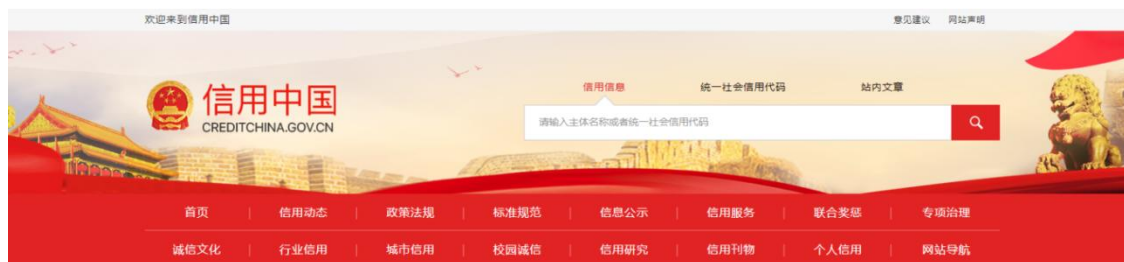 欢迎来到信用中国 意见建议 网站声明
信用中国
CREDITCHINA.GOV.CN
信用信息 统一社会信用代码 站内文章
请输入主体名称或者统一社会信用代码
首页 | 信用动态 | 政策法规 | 标准规范 | 信息公示 | 信用服务 | 联合奖惩 | 专项治理
诚信文化 | 行业信用 | 城市信用 | 校园诚信 | 信用研究 | 信用刊物 | 个人信用 | 网站导航